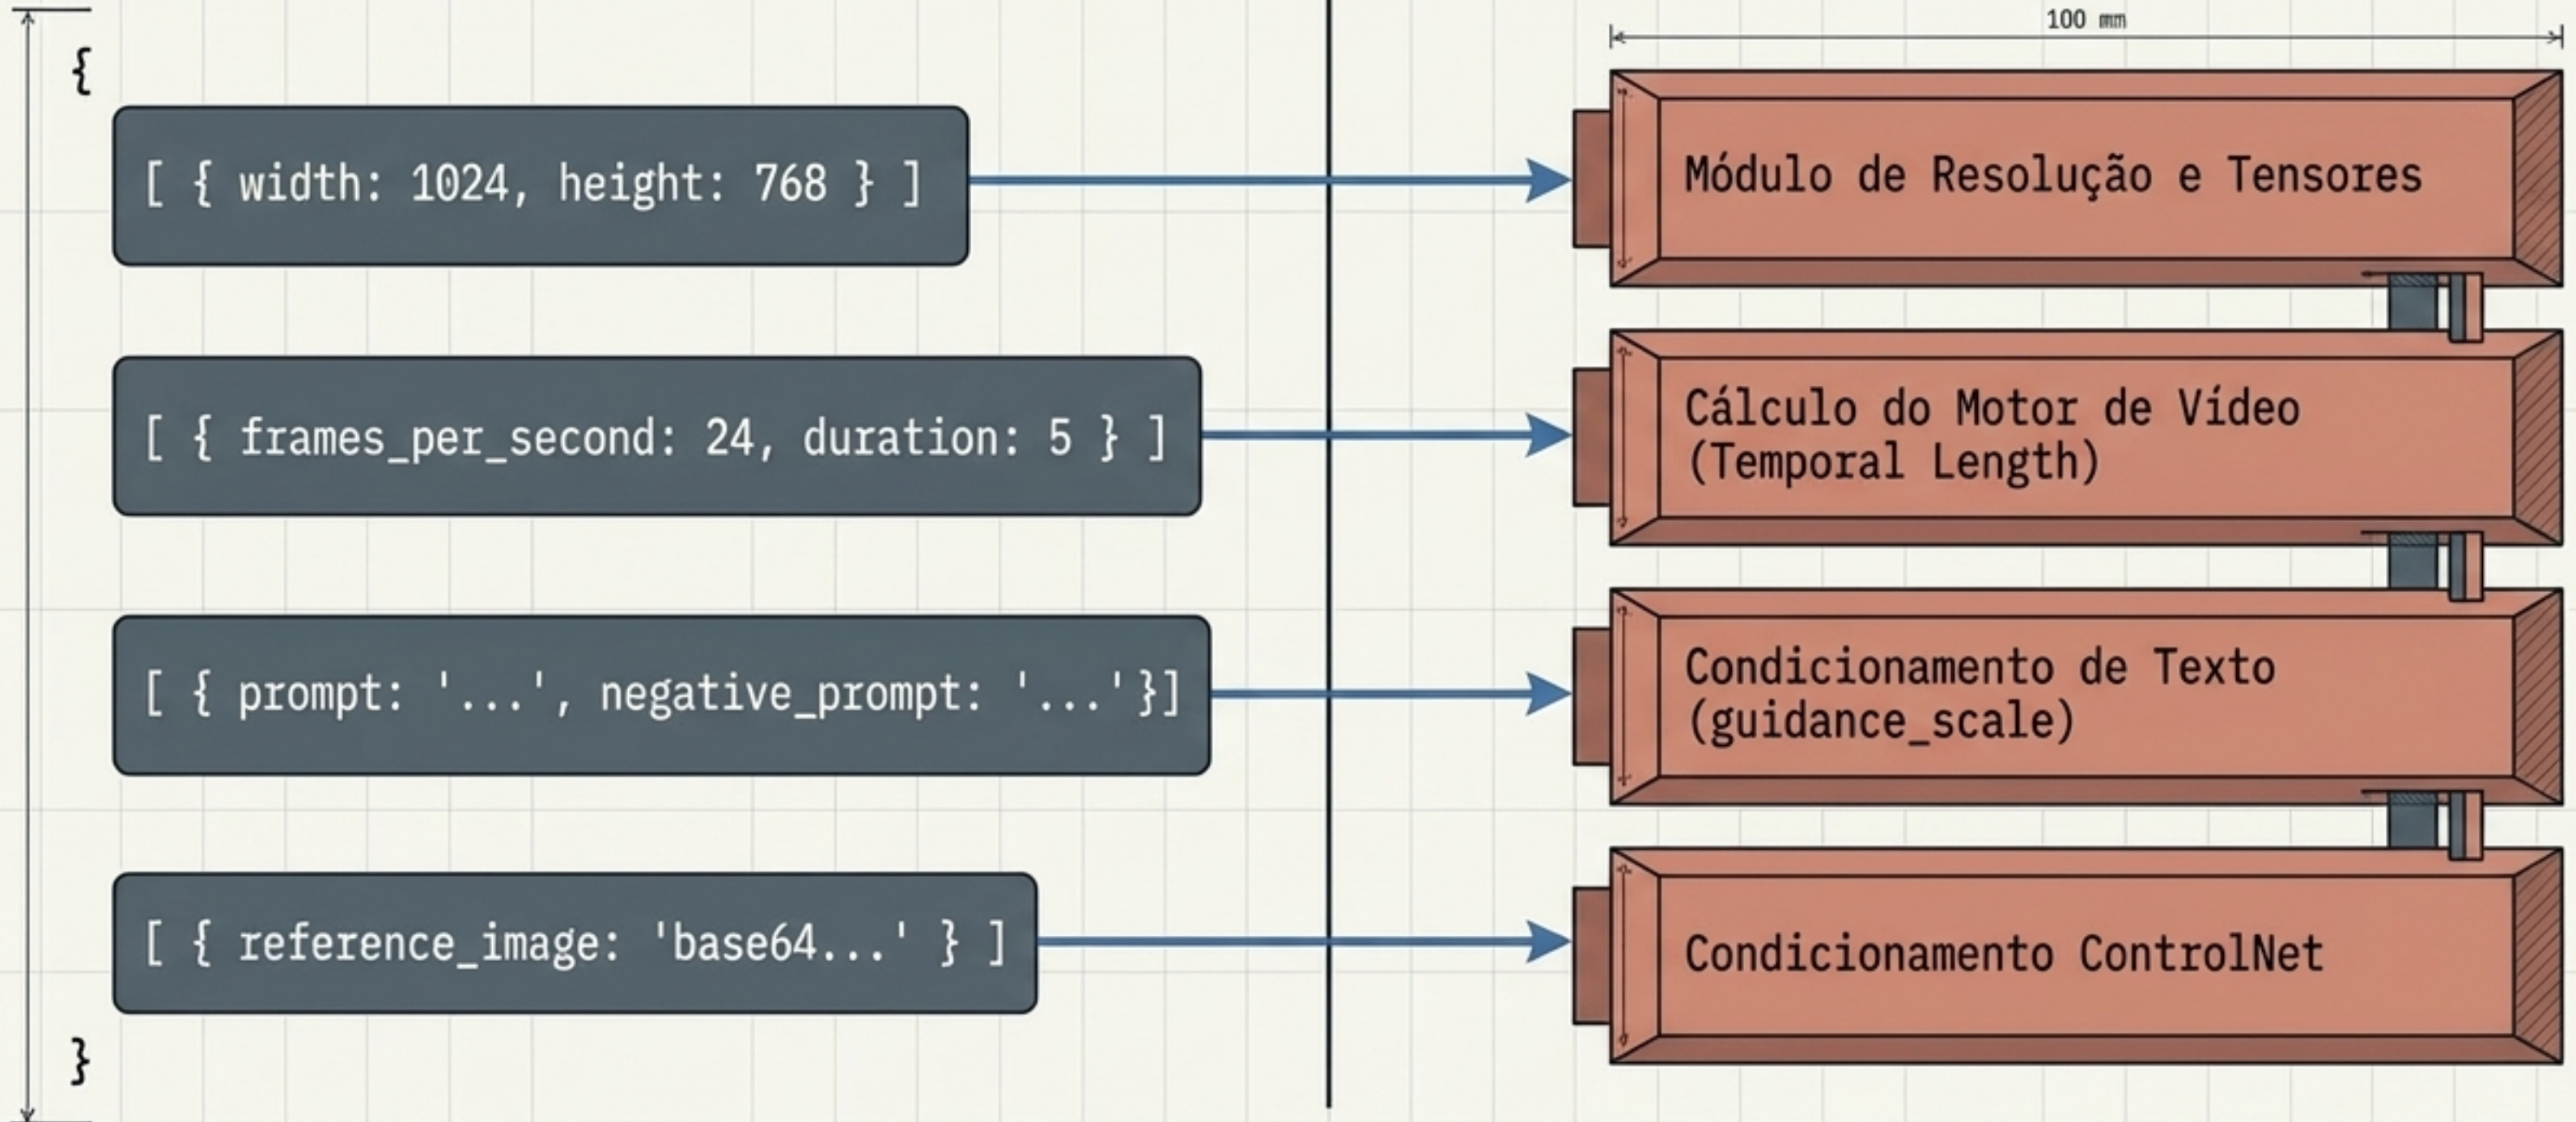 100 mm
{
[ { width: 1024, height: 768 } ]
Módulo de Resolução e Tensores
[ { frames_per_second: 24, duration: 5 } ]
Cálculo do Motor de Vídeo
(Temporal Length)
[ { prompt: '...', negative_prompt: '...'}]
Condicionamento de Texto
(guidance_scale)
[ { reference_image: 'base64...' } ]
Condicionamento ControlNet
}